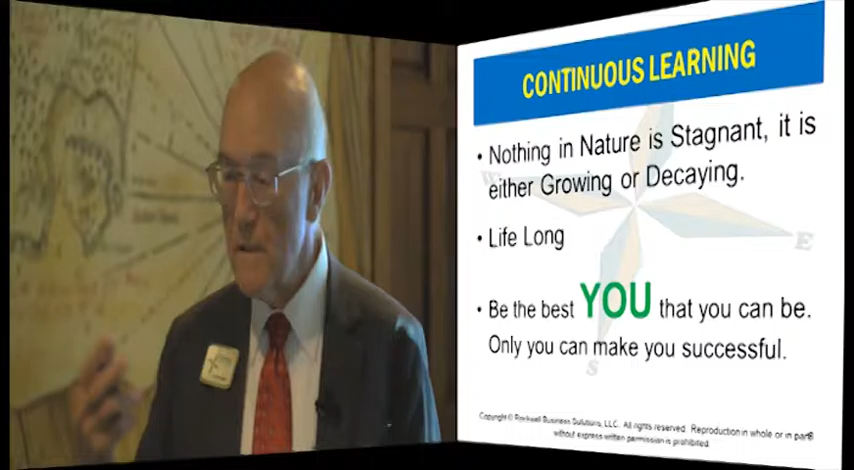 CONTINUOUS LEARNING
• Nothing in Nature is Stagnant, it is
either Growing or Decaying.
• Life Long
• Be the best YOU that you can be.
Only you can make you successful.
Copyright © Rockwell Business Solutions, LLC. All rights reserved. Reproduction in whole or in part
without express written permission is prohibited.
W
E
S